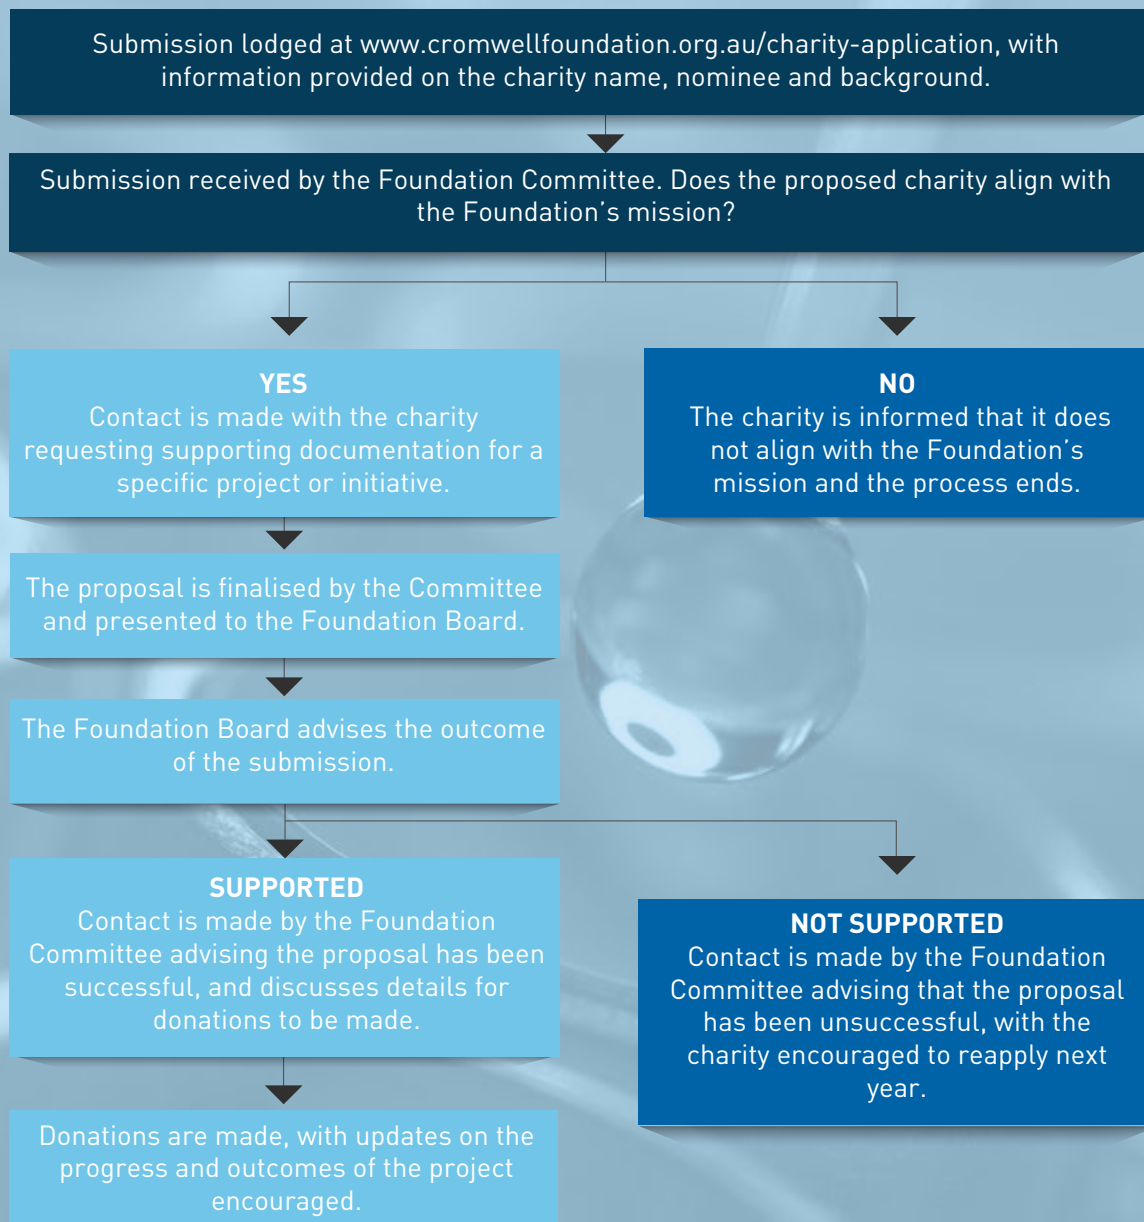 Submission lodged at www.cromwellfoundation.org.au/charity-application, with
information provided on the charity name, nominee and background.
Submission received by the Foundation Committee. Does the proposed charity align with
the Foundation’s mission?
YES
Contact is made with the charity
requesting supporting documentation for a
specific project or initiative.
NO
The charity is informed that it does
not align with the Foundation’s
mission and the process ends.
The proposal is finalised by the Committee
and presented to the Foundation Board.
The Foundation Board advises the outcome
of the submission.
SUPPORTED
Contact is made by the Foundation
Committee advising the proposal has been
successful, and discusses details for
donations to be made.
NOT SUPPORTED
Contact is made by the Foundation
Committee advising that the proposal
has been unsuccessful, with the
charity encouraged to reapply next
year.
Donations are made, with updates on the
progress and outcomes of the project
encouraged.